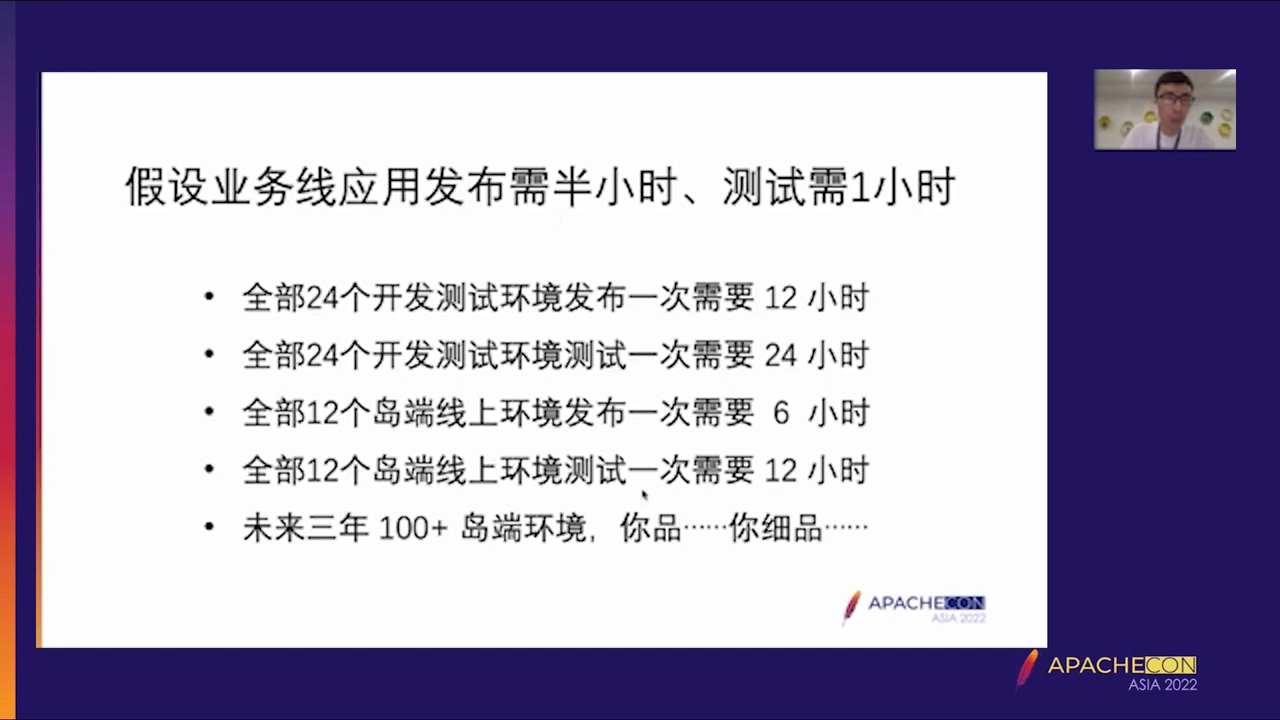 假设业务线应用发布需半小时、测试需1小时
• 全部24个开发测试环境发布一次需要 12 小时
• 全部24个开发测试环境测试一次需要 24 小时
• 全部12个岛端线上环境发布一次需要 6 小时
• 全部12个岛端线上环境测试一次需要 12 小时
• 未来三年 100+ 岛端环境，你品……你细品……
APACHECON
ASIA 2022
APACHECON
ASIA 2022